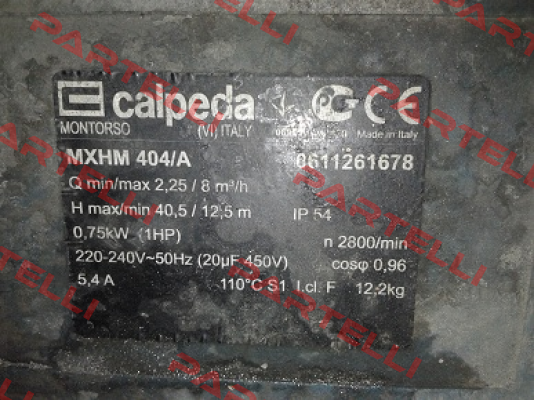 calpeda
MONTORSO (VI) ITALY Made in Italy
MXHM 404/A 0611261678
Q min/max 2,25 / 8 m³/h
H max/min 40,5 / 12,5 m IP 54
0,75kW (1HP) n 2800/min
220-240V~50Hz (20µF 450V) cosφ 0,96
5,4 A 110°C S1 I.cl. F 12,2kg
PARTELLI
PARTELLI
PARTELLI
PARTELLI
PARTELLI